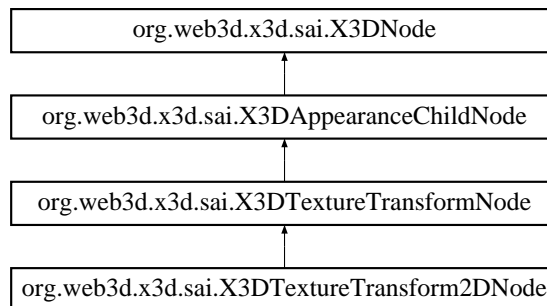 org.web3d.x3d.sai.X3DNode
org.web3d.x3d.sai.X3DAppearanceChildNode
org.web3d.x3d.sai.X3DTextureTransformNode
org.web3d.x3d.sai.X3DTextureTransform2DNode